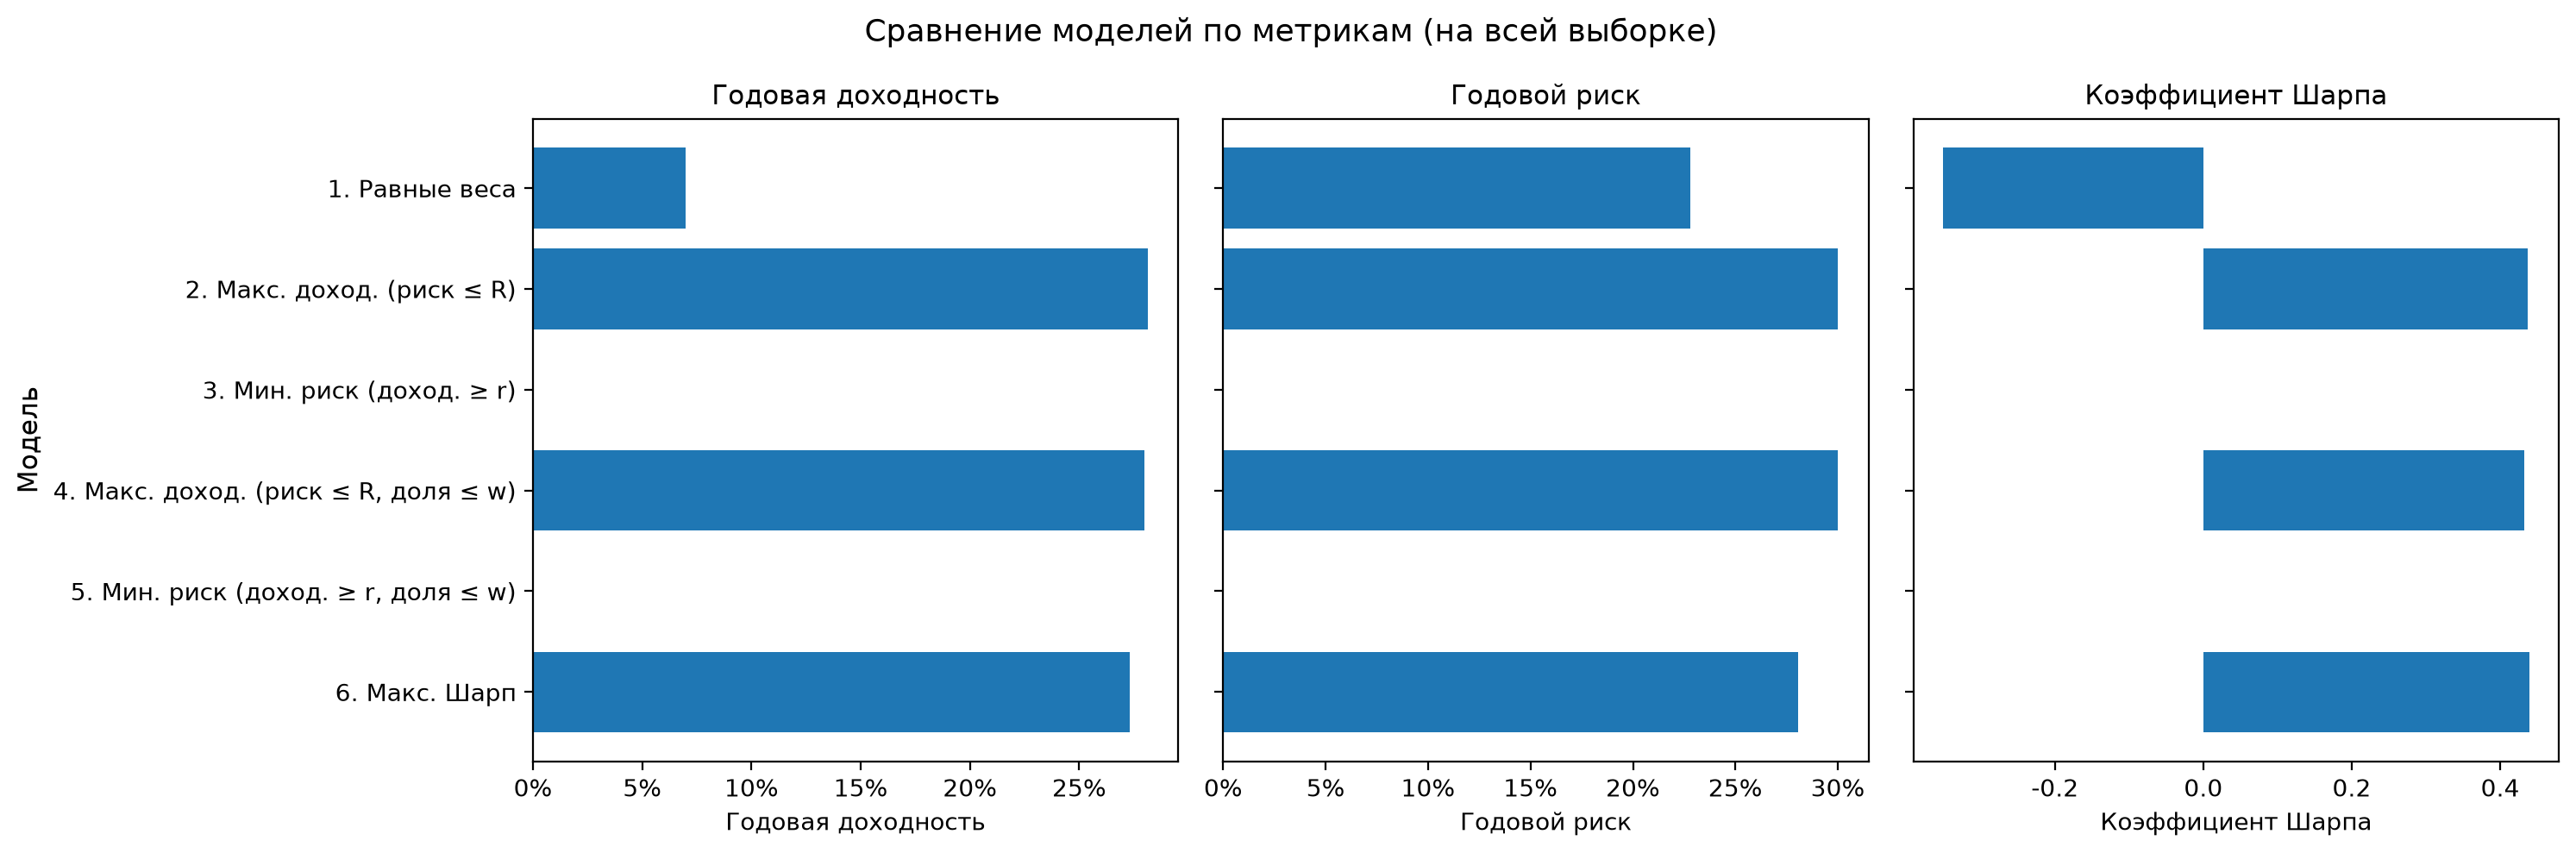 Сравнение моделей по метрикам (на всей выборке)
Годовая доходность
Годовой риск
Коэффициент Шарпа
Модель
1. Равные веса
2. Макс. доход. (риск ≤ R)
3. Мин. риск (доход. ≥ r)
4. Макс. доход. (риск ≤ R, доля ≤ w)
5. Мин. риск (доход. ≥ r, доля ≤ w)
6. Макс. Шарп
0% 5% 10% 15% 20% 25%
Годовая доходность
0% 5% 10% 15% 20% 25% 30%
Годовой риск
-0.2 0.0 0.2 0.4
Коэффициент Шарпа